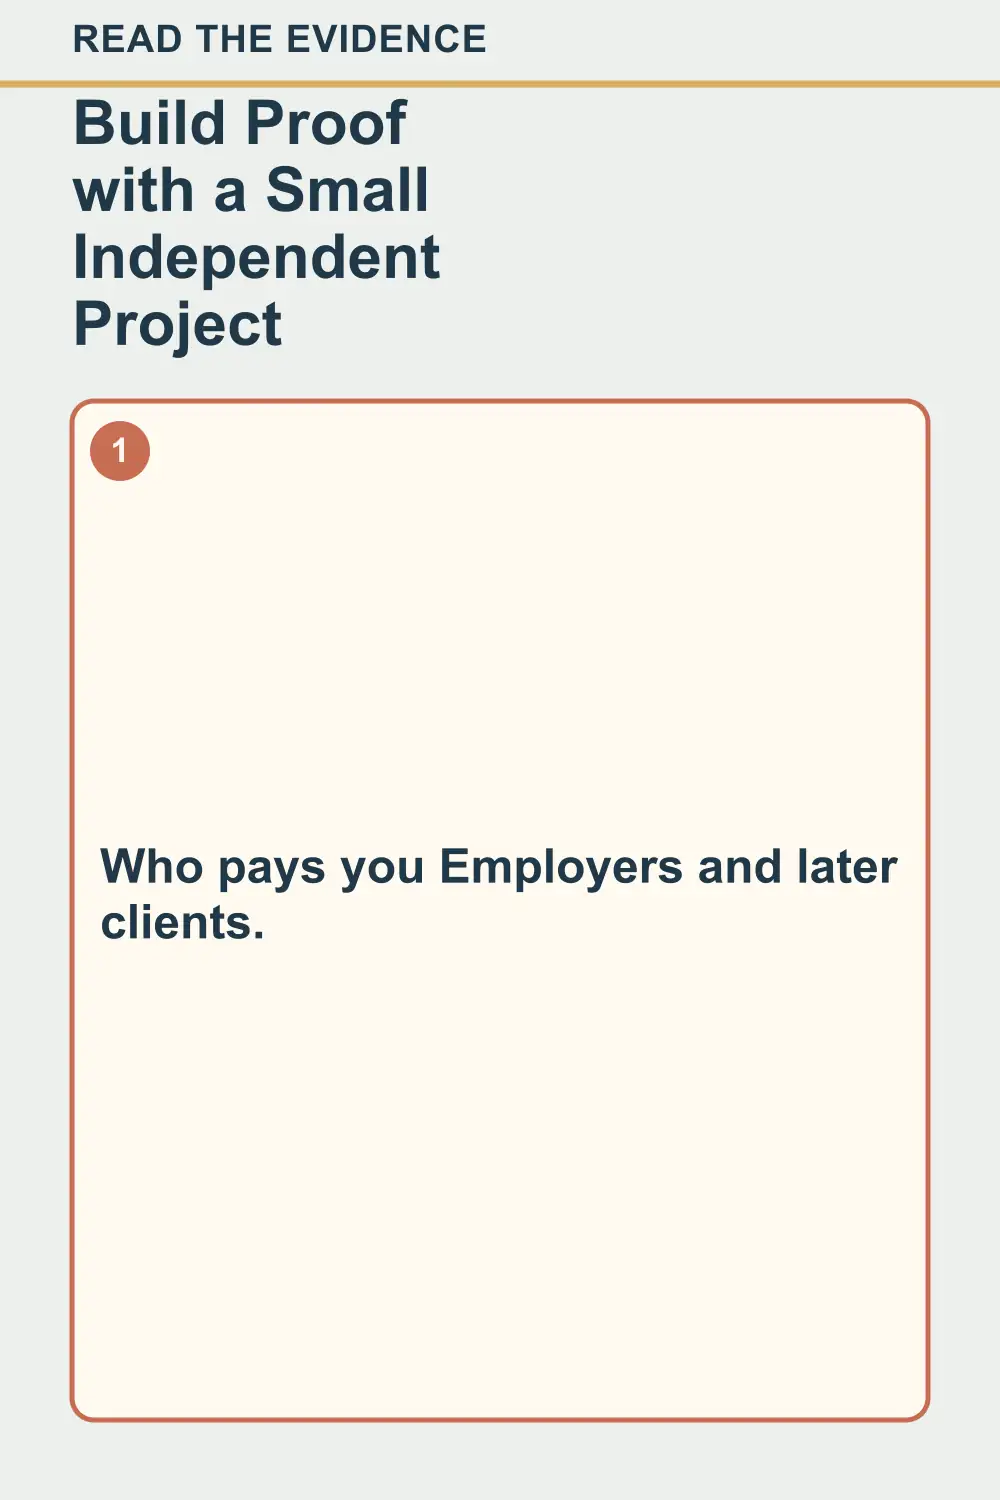 READ THE EVIDENCE
Build Proof
with a Small
Independent
Project
1
Who pays you Employers and later
clients.